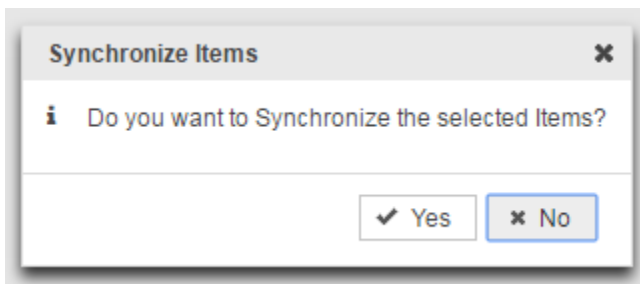 Synchronize Items
Do you want to Synchronize the selected Items?
Yes
No